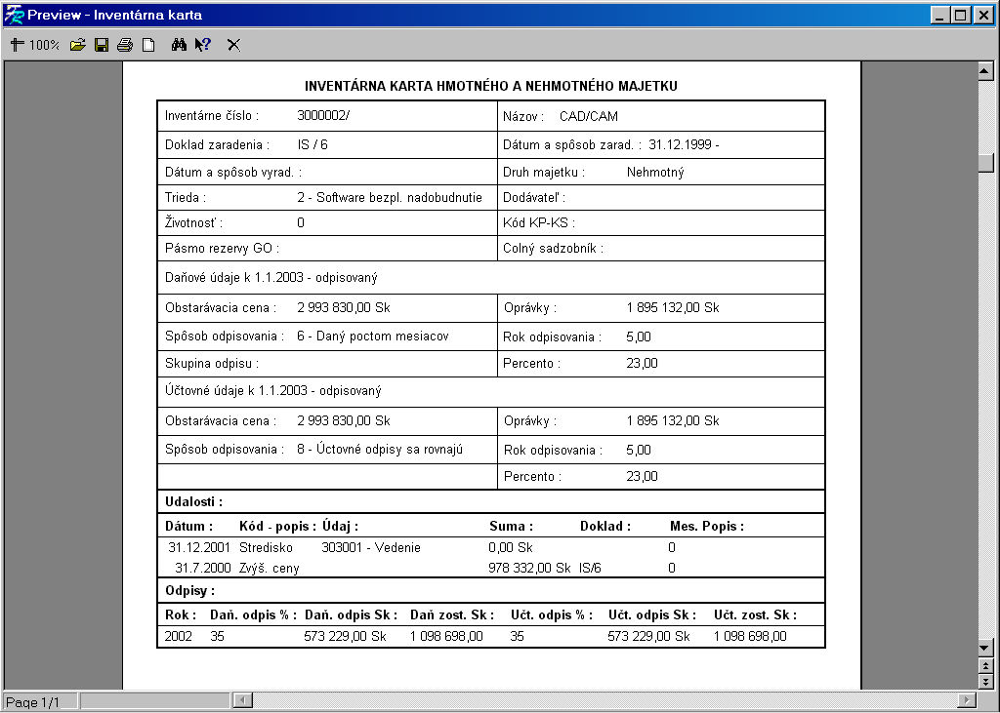 Preview - Inventárna karta
100%
INVENTÁRNA KARTA HMOTNÉHO A NEHMOTNÉHO MAJETKU
Inventárne číslo : 3000002/ Názov : CAD/CAM
Doklad zaradenia : IS / 6 Dátum a spôsob zarad. : 31.12.1999 -
Dátum a spôsob vyrad. : Druh majetku : Nehmotný
Trieda : 2 - Software bezpl. nadobudnutie Dodávateľ :
Životnosť : 0 Kód KP-KS :
Pásmo rezervy GO : Colný sadzobník :
Daňové údaje k 1.1.2003 - odpisovaný
Obstarávacia cena : 2 993 830,00 Sk Oprávky : 1 895 132,00 Sk
Spôsob odpisovania : 6 - Daný poctom mesiacov Rok odpisovania : 5,00
Skupina odpisu : Percento : 23,00
Účtovné údaje k 1.1.2003 - odpisovaný
Obstarávacia cena : 2 993 830,00 Sk Oprávky : 1 895 132,00 Sk
Spôsob odpisovania : 8 - Účtovné odpisy sa rovnajú Rok odpisovania : 5,00
Percento : 23,00
Udalosti :
Dátum : Kód - popis : Údaj : Suma : Doklad : Mes. Popis :
31.12.2001 Stredisko 303001 - Vedenie 0,00 Sk 0
31.7.2000 Zvýš. ceny 978 332,00 Sk IS/6 0
Odpisy :
Rok : Daň. odpis % : Daň. odpis Sk : Daň zost. Sk : Učt. odpis % : Učt. odpis Sk : Učt. zost. Sk :
2002 35 573 229,00 Sk 1 098 698,00 35 573 229,00 Sk 1 098 698,00
Page 1/1